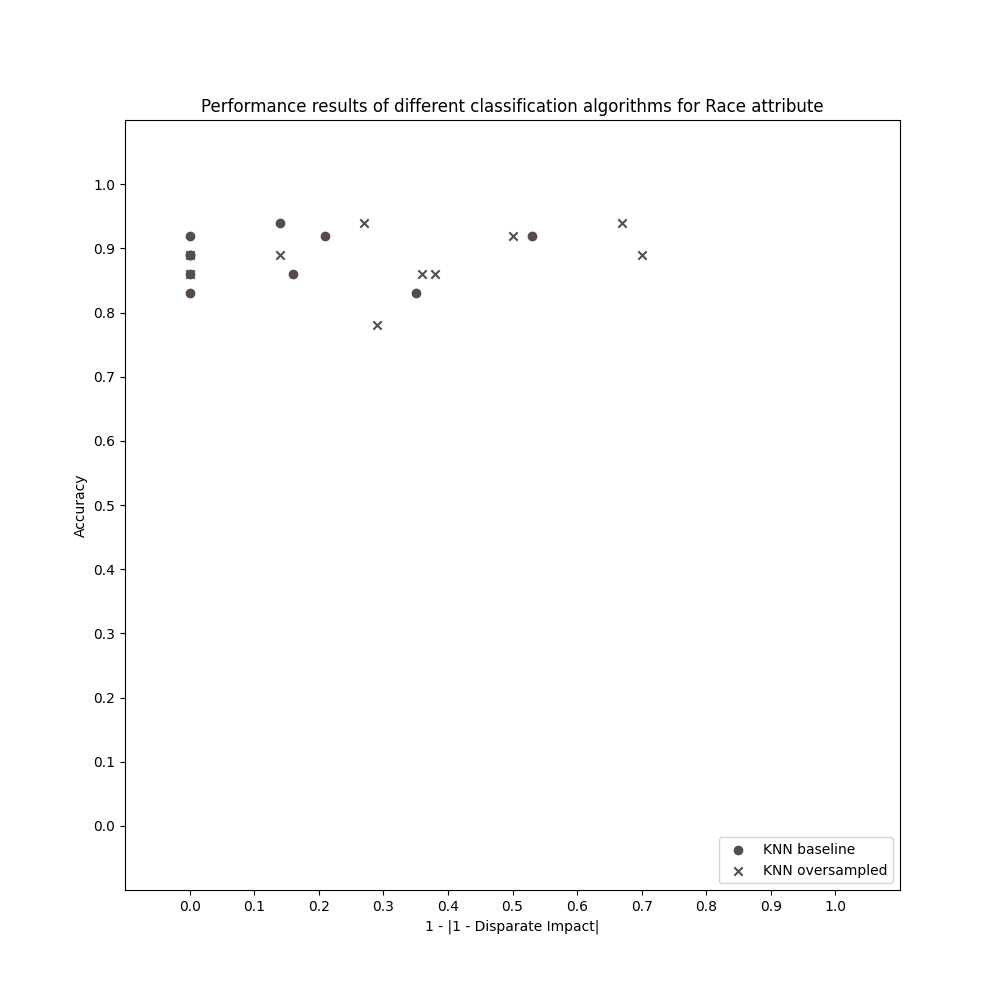 Performance results of different classification algorithms for Race attribute
1.0
0.9
0.8
0.7
0.6
0.5
0.4
0.3
0.2
0.1
0.0
Accuracy
KNN baseline
KNN oversampled
0.0 0.1 0.2 0.3 0.4 0.5 0.6 0.7 0.8 0.9 1.0
1 - |1 - Disparate Impact|